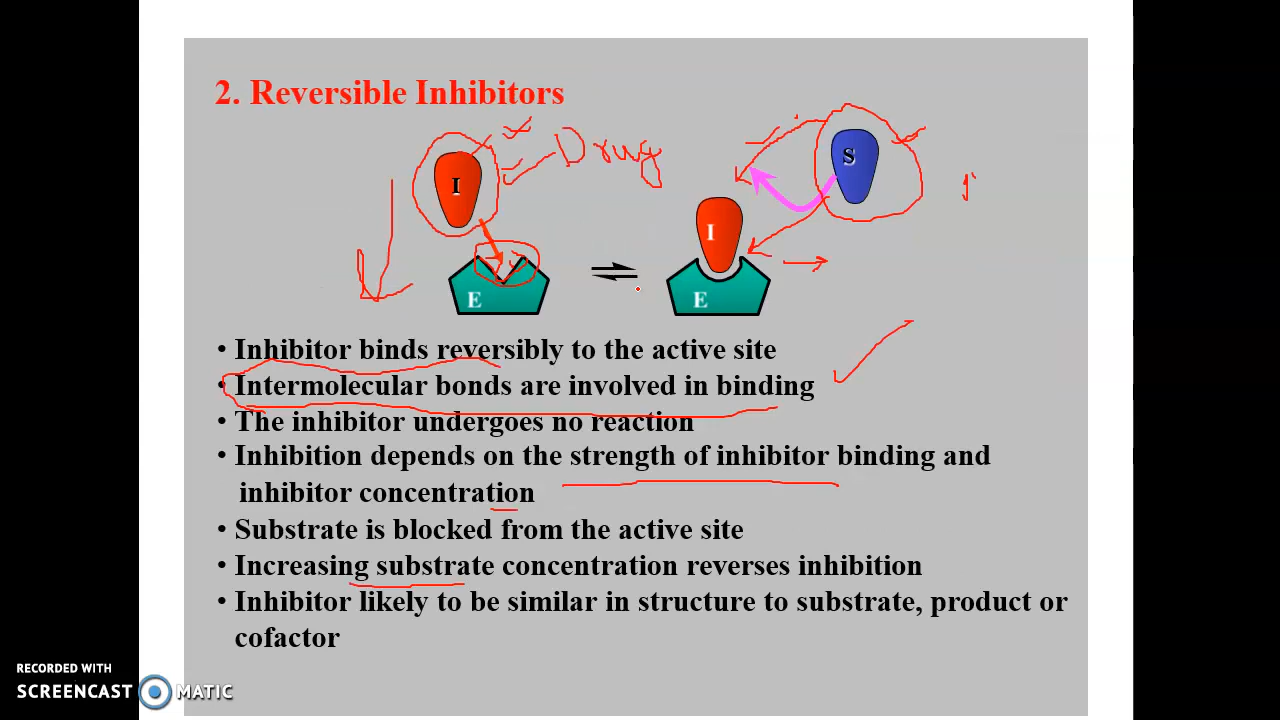 2. Reversible Inhibitors
Drug
I
S
I
E
E
• Inhibitor binds reversibly to the active site
• Intermolecular bonds are involved in binding
• The inhibitor undergoes no reaction
• Inhibition depends on the strength of inhibitor binding and
inhibitor concentration
• Substrate is blocked from the active site
• Increasing substrate concentration reverses inhibition
• Inhibitor likely to be similar in structure to substrate, product or
cofactor
RECORDED WITH
SCREENCAST MATIC